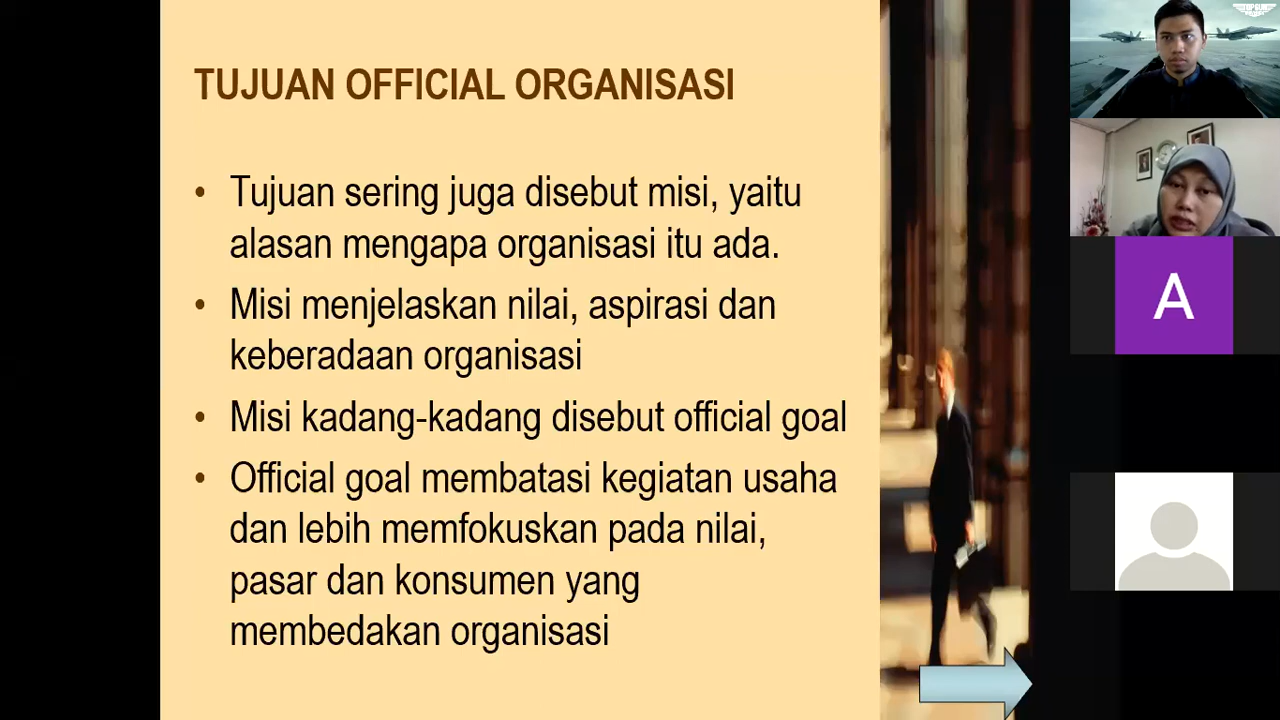 TUJUAN OFFICIAL ORGANISASI
• Tujuan sering juga disebut misi, yaitu
alasan mengapa organisasi itu ada.
• Misi menjelaskan nilai, aspirasi dan
keberadaan organisasi
• Misi kadang-kadang disebut official goal
• Official goal membatasi kegiatan usaha
dan lebih memfokuskan pada nilai,
pasar dan konsumen yang
membedakan organisasi
A